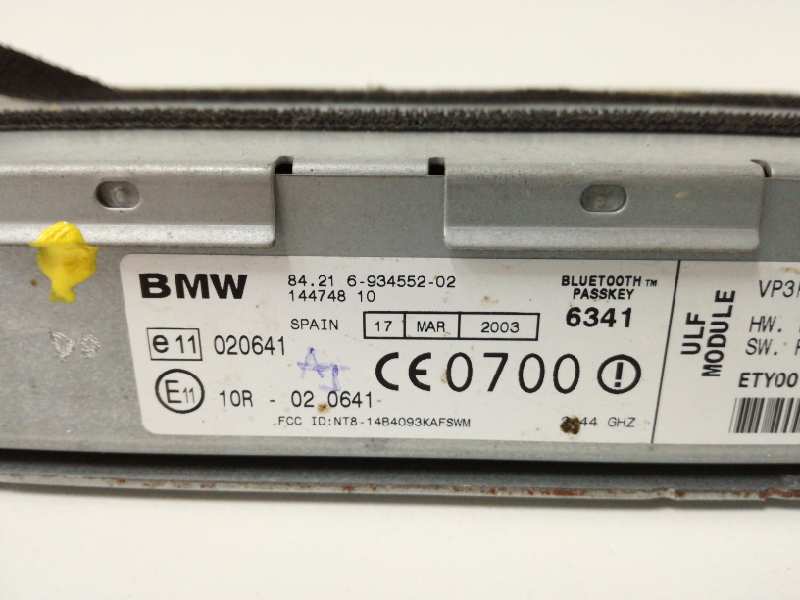 BMW 84.21 6-934552-02
144748 10
BLUETOOTH™
PASSKEY
6341
SPAIN 17 MAR 2003
e11 020641
CE0700
E11 10R - 02 0641
FCC ID:NT8-14B4093KAFSWM
GHZ
ULF
MODULE
HW.
SW.